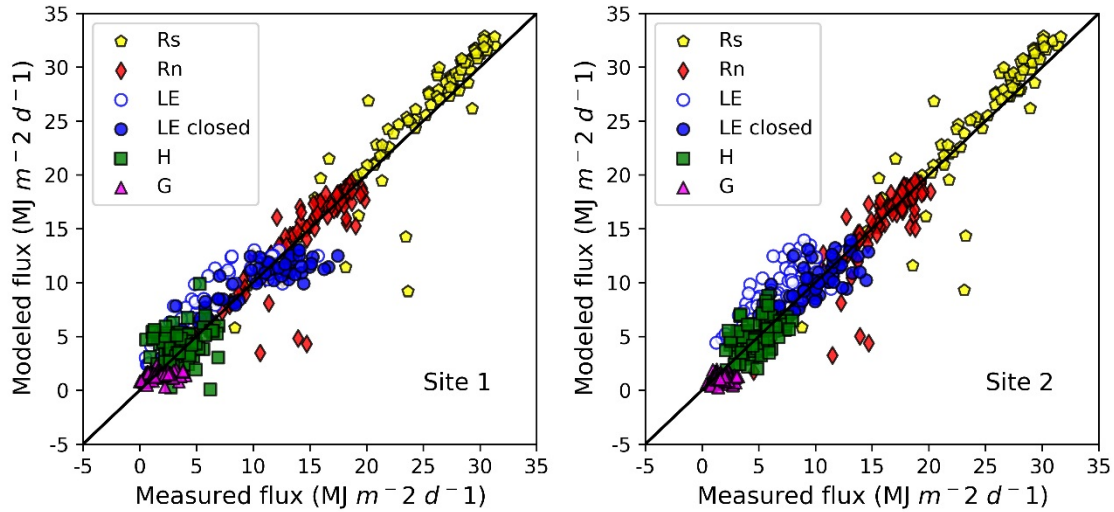 35
30
25
20
15
10
5
0
-5
Modeled flux (MJ m−2 d−1)
Rs
Rn
LE
LE closed
H
G
Site 1
-5 0 5 10 15 20 25 30 35
Measured flux (MJ m−2 d−1)
35
30
25
20
15
10
5
0
-5
Modeled flux (MJ m−2 d−1)
Rs
Rn
LE
LE closed
H
G
Site 2
-5 0 5 10 15 20 25 30 35
Measured flux (MJ m−2 d−1)